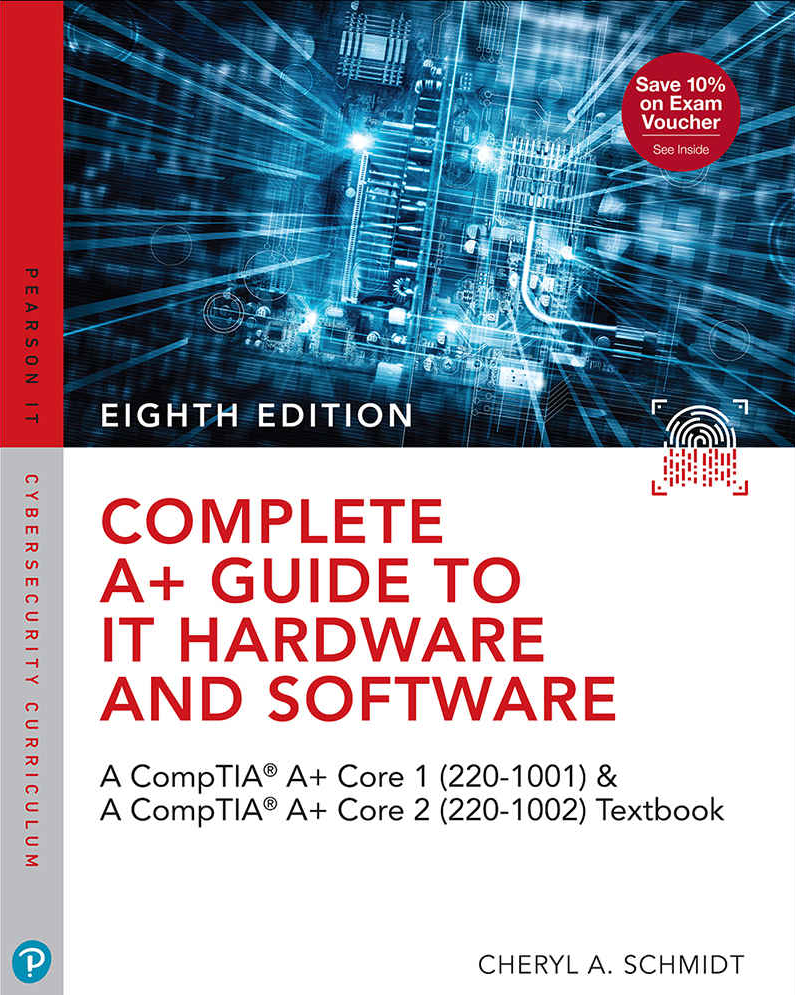 Save 10%
on Exam
Voucher
See Inside
PEARSON IT
CYBERSECURITY CURRICULUM
EIGHTH EDITION
COMPLETE
A+ GUIDE TO
IT HARDWARE
AND SOFTWARE
A CompTIA® A+ Core 1 (220-1001) &
A CompTIA® A+ Core 2 (220-1002) Textbook
CHERYL A. SCHMIDT
P